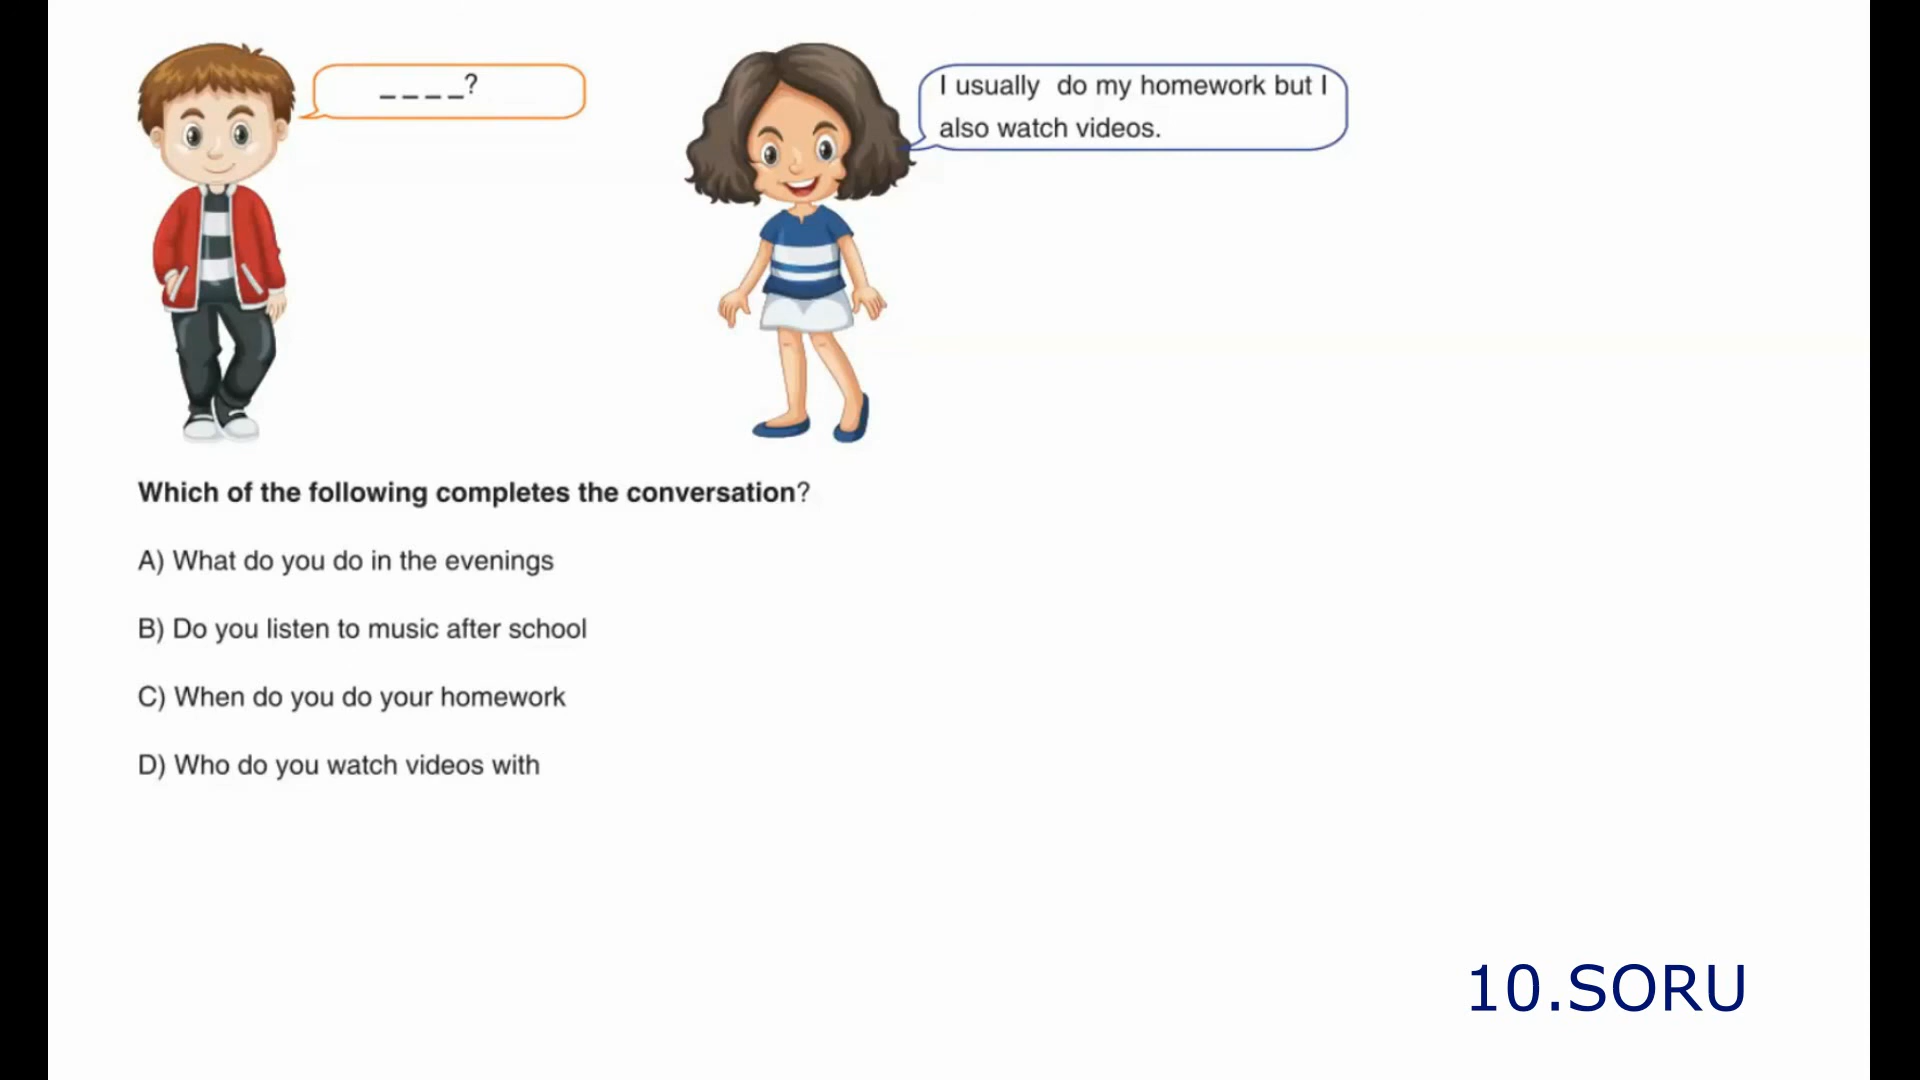 _ _ _ _?
I usually do my homework but I
also watch videos.
Which of the following completes the conversation?
A) What do you do in the evenings
B) Do you listen to music after school
C) When do you do your homework
D) Who do you watch videos with
10.SORU